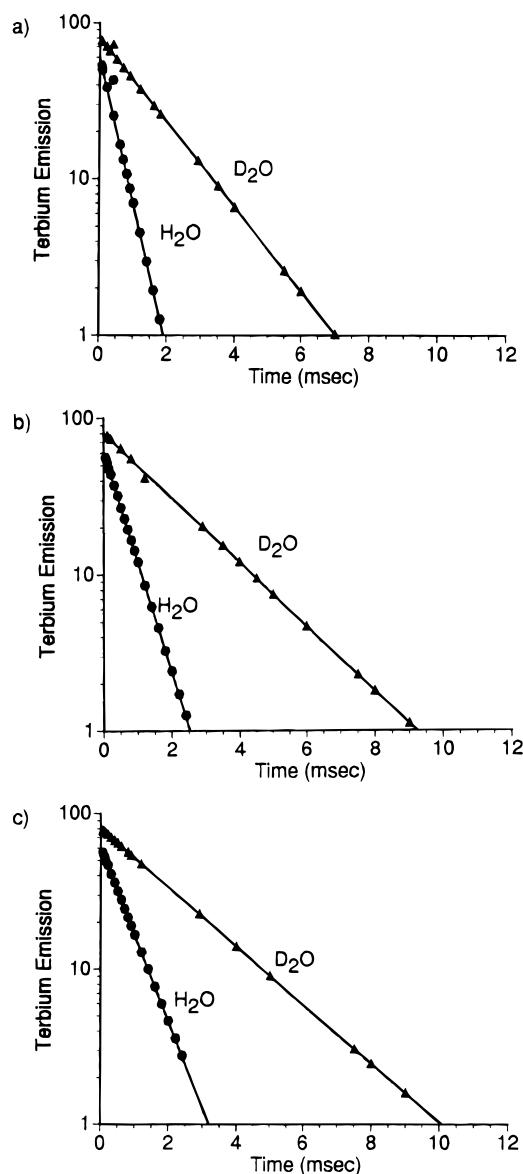 a)
100
10
1
Terbium Emission
D2O
H2O
0 2 4 6 8 10 12
Time (msec)
b)
100
10
1
Terbium Emission
D2O
H2O
0 2 4 6 8 10 12
Time (msec)
c)
100
10
1
Terbium Emission
D2O
H2O
0 2 4 6 8 10 12
Time (msec)